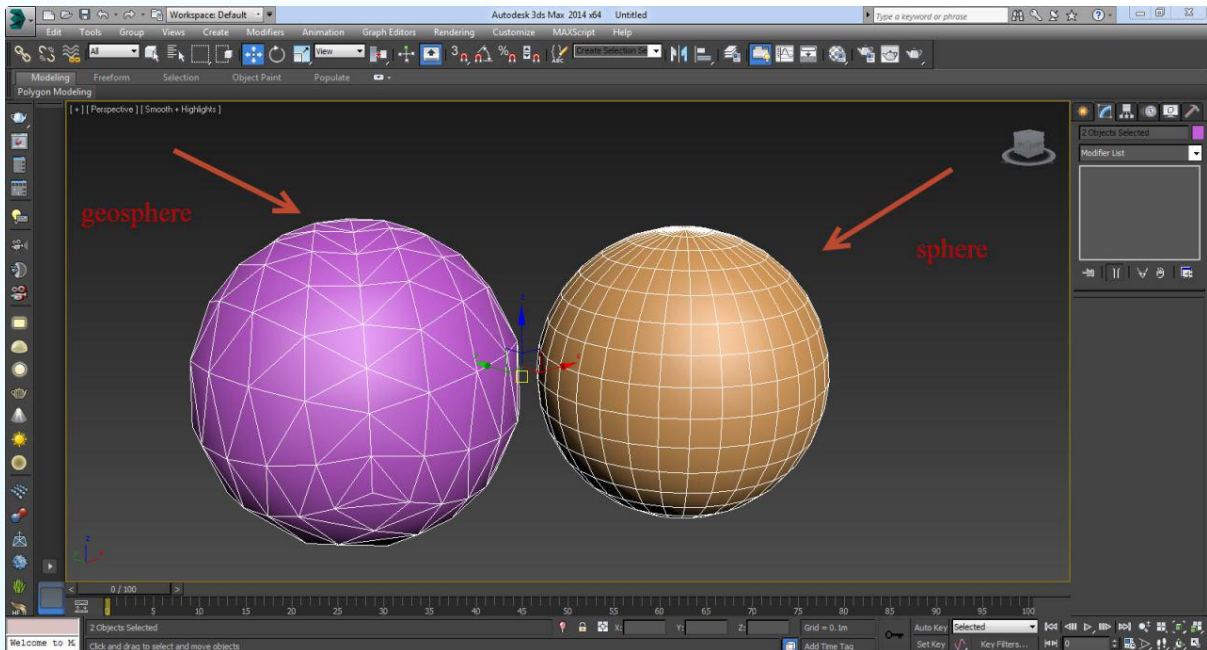 Workspace: Default
Autodesk 3ds Max 2014 x64 Untitled
Type a keyword or phrase
Edit Tools Group Views Create Modifiers Animation Graph Editors Rendering Customize MAXScript Help
All
View
3
Create Selection Se
Modeling Freeform Selection Object Paint Populate
Polygon Modeling
[ + ] [ Perspective ] [ Smooth + Highlights ]
2 Objects Selected
Modifier List
geosphere
sphere
0 / 100
0 5 10 15 20 25 30 35 40 45 50 55 60 65 70 75 80 85 90 95 100
2 Objects Selected
X: Y: Z:
Grid = 0.1m
Auto Key
Selected
Welcome to M
Click and drag to select and move objects
Add Time Tag
Set Key
Key Filters...
0